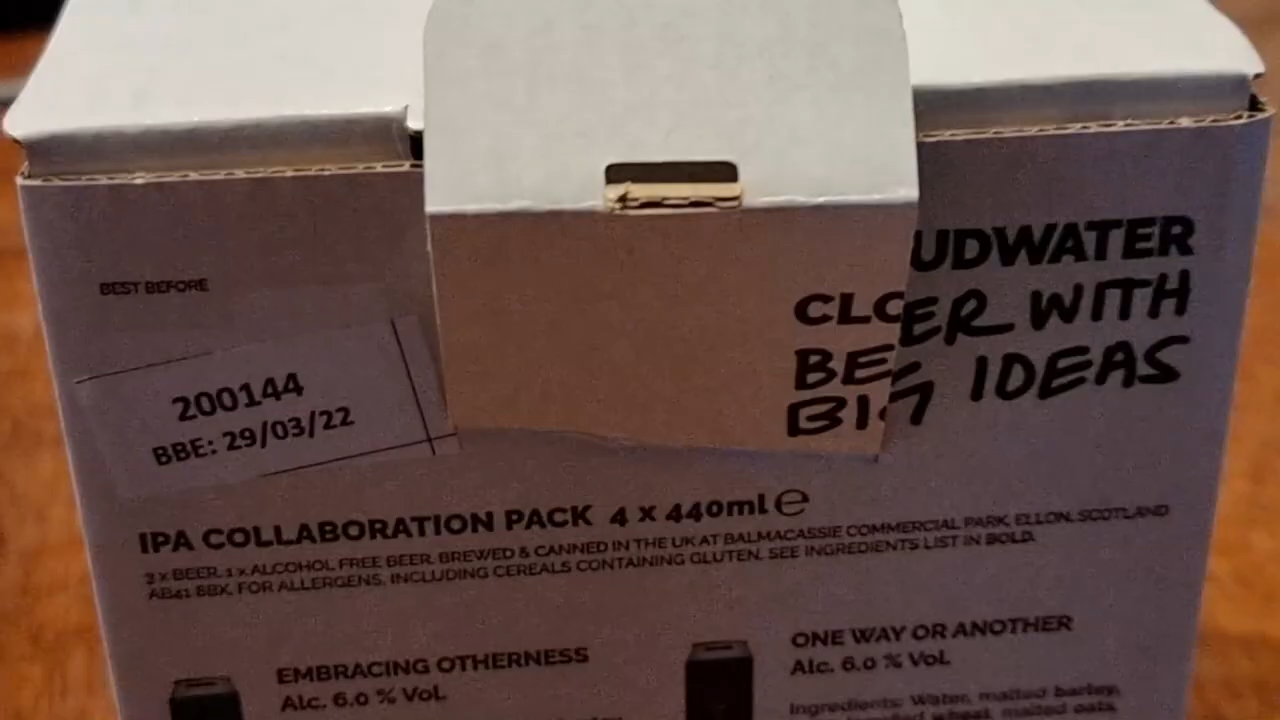 BEST BEFORE
200144
BBE: 29/03/22
UDWATER
CLO
ER WITH
BE
BIG IDEAS
IPA COLLABORATION PACK 4 x 440ml e
3 x BEER. 1 x ALCOHOL FREE BEER. BREWED & CANNED IN THE UK AT BALMACASSIE COMMERCIAL PARK, ELLON, SCOTLAND
AB41 8BX. FOR ALLERGENS, INCLUDING CEREALS CONTAINING GLUTEN, SEE INGREDIENTS LIST IN BOLD.
EMBRACING OTHERNESS
Alc. 6.0 % Vol.
ONE WAY OR ANOTHER
Alc. 6.0 % Vol.
Ingredients: Water, malted barley,
wheat, malted oats,